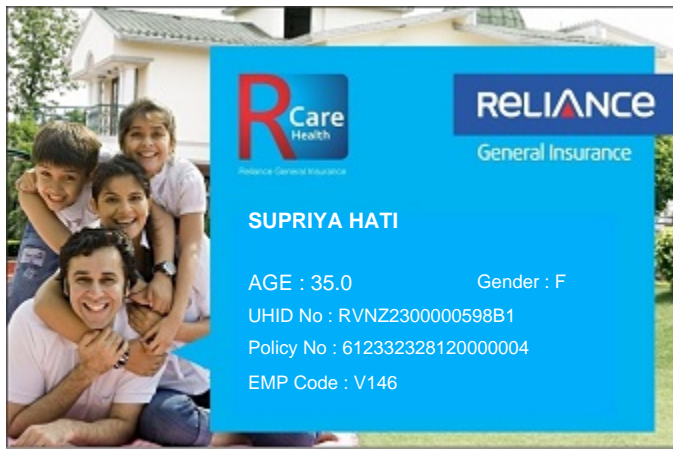 R Care
Health
Reliance General Insurance
RELIANCE
General Insurance
SUPRIYA HATI
AGE : 35.0 Gender : F
UHID No : RVNZ2300000598B1
Policy No : 612332328120000004
EMP Code : V146